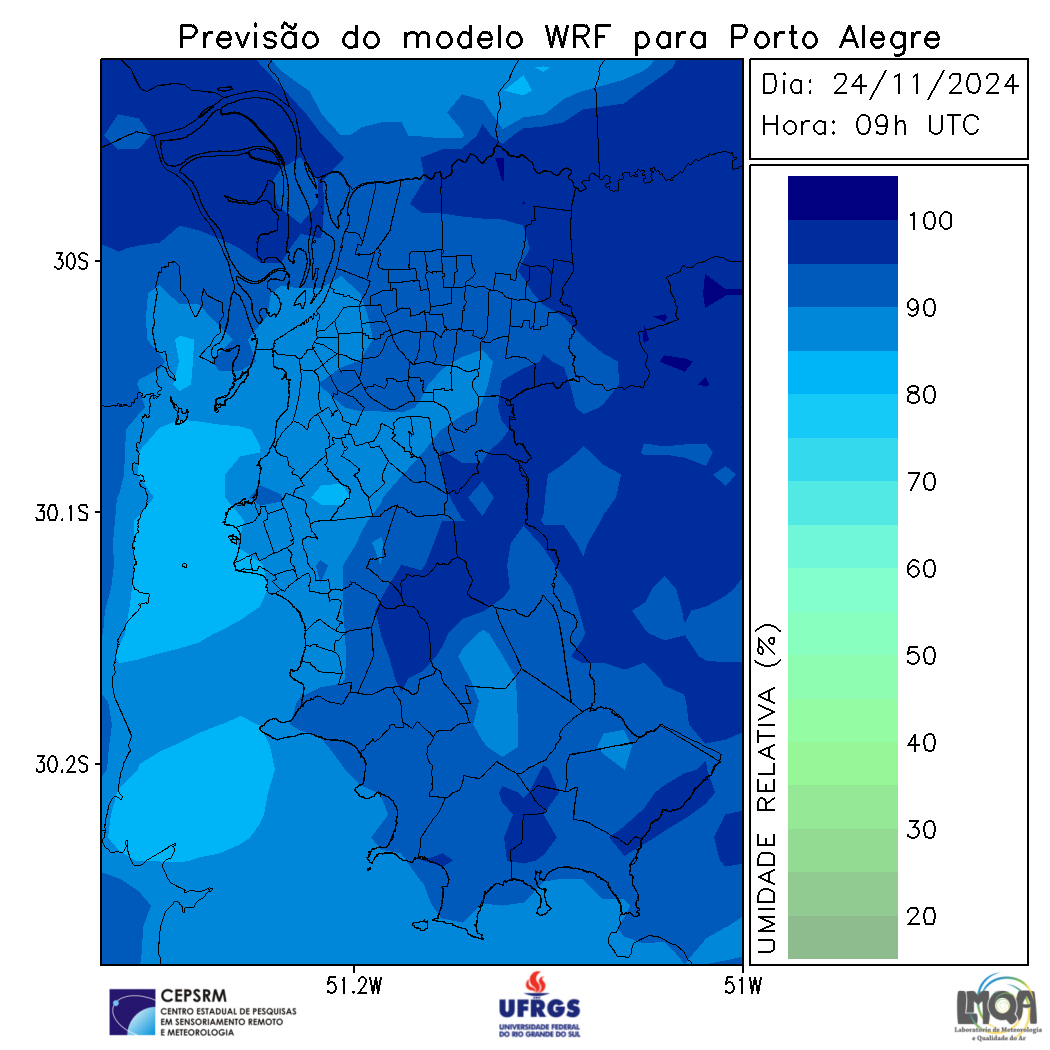 Previsão do modelo WRF para Porto Alegre
Dia: 24/11/2024
Hora: 09h UTC
100
90
80
70
60
50
40
30
20
UMIDADE RELATIVA (%)
30S
30.1S
30.2S
51.2W
51W
CEPSRM
CENTRO ESTADUAL DE PESQUISAS
EM SENSORIAMENTO REMOTO
E METEOROLOGIA
UFRGS
UNIVERSIDADE FEDERAL
DO RIO GRANDE DO SUL
LMQA
Laboratório de Meteorologia
e Qualidade do Ar